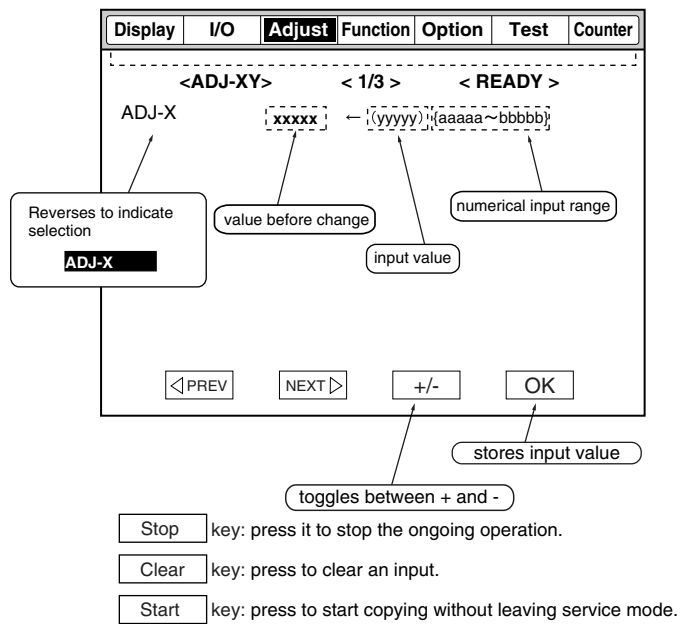 Display I/O Adjust Function Option Test Counter
<ADJ-XY> < 1/3 > < READY >
ADJ-X xxxxx ← (yyyyy) {aaaaa~bbbbb}
Reverses to indicate
selection
ADJ-X
value before change
input value
numerical input range
◁ PREV NEXT ▷ +/- OK
stores input value
toggles between + and -
Stop key: press it to stop the ongoing operation.
Clear key: press to clear an input.
Start key: press to start copying without leaving service mode.